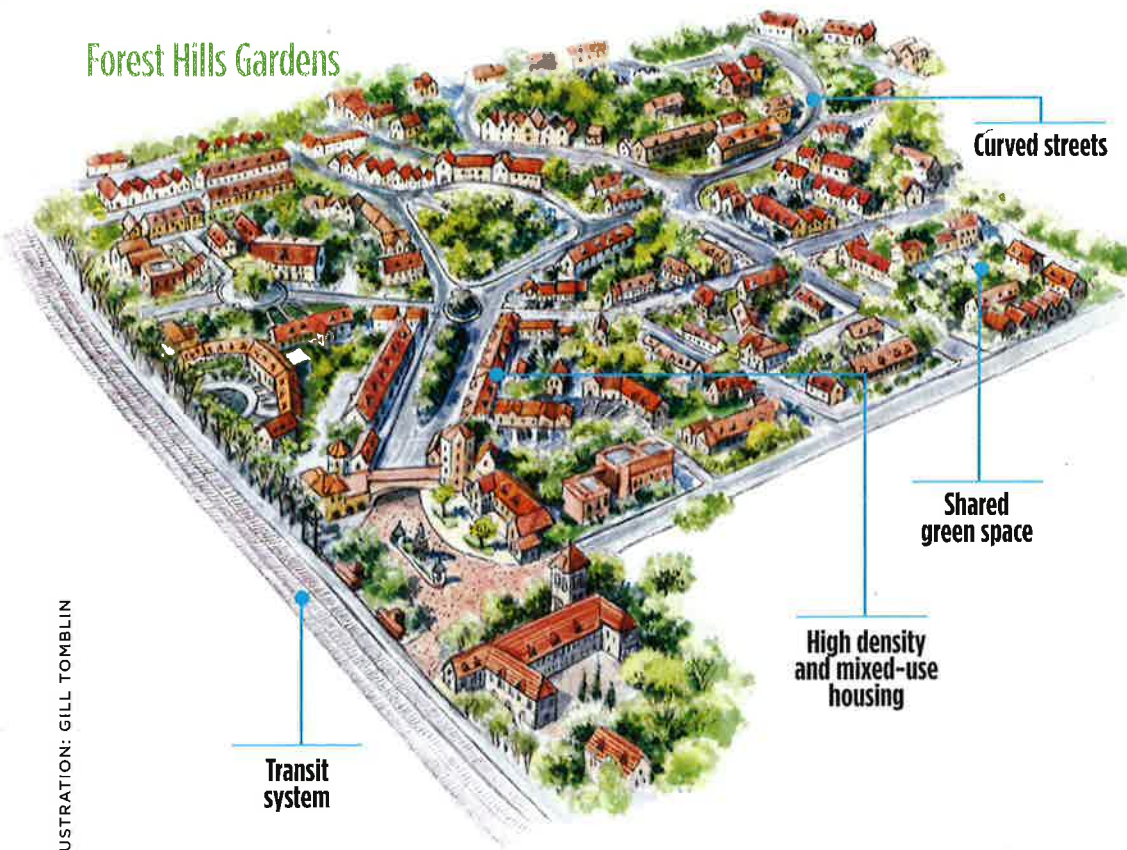 Forest Hills Gardens
Curved streets
Shared
green space
High density
and mixed-use
housing
Transit
system
USTRATION: GILL TOMBLIN